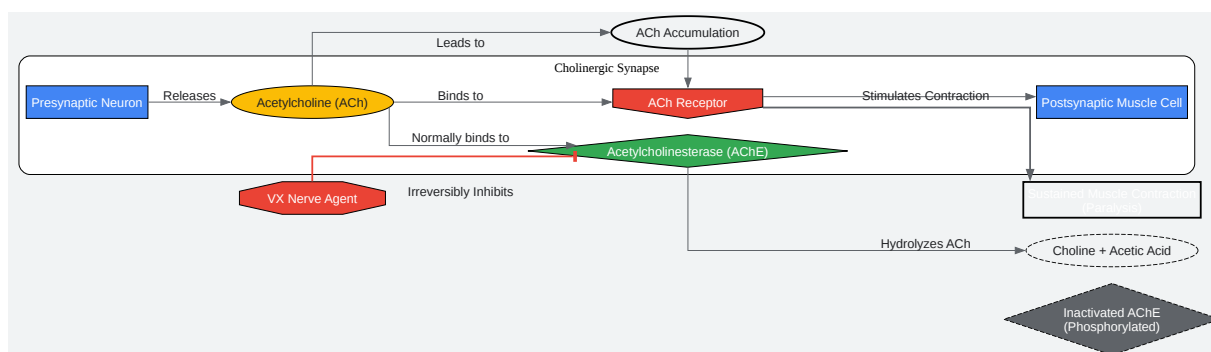 ACh Accumulation
Leads to
Cholinergic Synapse
Presynaptic Neuron
Releases
Acetylcholine (ACh)
Binds to
ACh Receptor
Stimulates Contraction
Postsynaptic Muscle Cell
Normally binds to
Acetylcholinesterase (AChE)
VX Nerve Agent
Irreversibly Inhibits
Sustained Muscle Contraction
(Paralysis)
Hydrolyzes ACh
Choline + Acetic Acid
Inactivated AChE
(Phosphorylated)